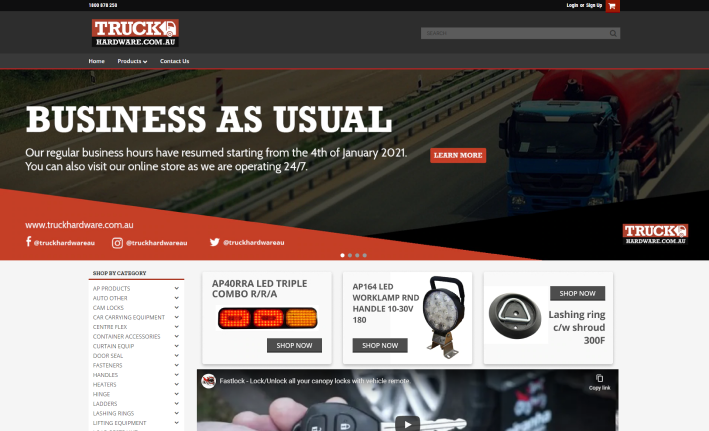 1800 878 250
Login or Sign Up
TRUCK
HARDWARE.COM.AU
SEARCH
Home
Products
Contact Us
BUSINESS AS USUAL
Our regular business hours have resumed starting from the 4th of January 2021.
You can also visit our online store as we are operating 24/7.
LEARN MORE
www.truckhardware.com.au
@truckhardwareau
@truckhardwareau
@truckhardwareau
TRUCK
HARDWARE.COM.AU
SHOP BY CATEGORY
AP PRODUCTS
AUTO OTHER
CAM LOCKS
CAR CARRYING EQUIPMENT
CENTRE FLEX
CONTAINER ACCESSORIES
CURTAIN EQUIP
DOOR SEAL
FASTENERS
HANDLES
HEATERS
HINGE
LADDERS
LASHING RINGS
LIFTING EQUIPMENT
AP40RRA LED TRIPLE
COMBO R/R/A
SHOP NOW
AP164 LED
WORKLAMP RND
HANDLE 10-30V
180
SHOP NOW
SHOP NOW
Lashing ring
c/w shroud
300F
Fastlock - Lock/Unlock all your canopy locks with vehicle remote.
Copy link